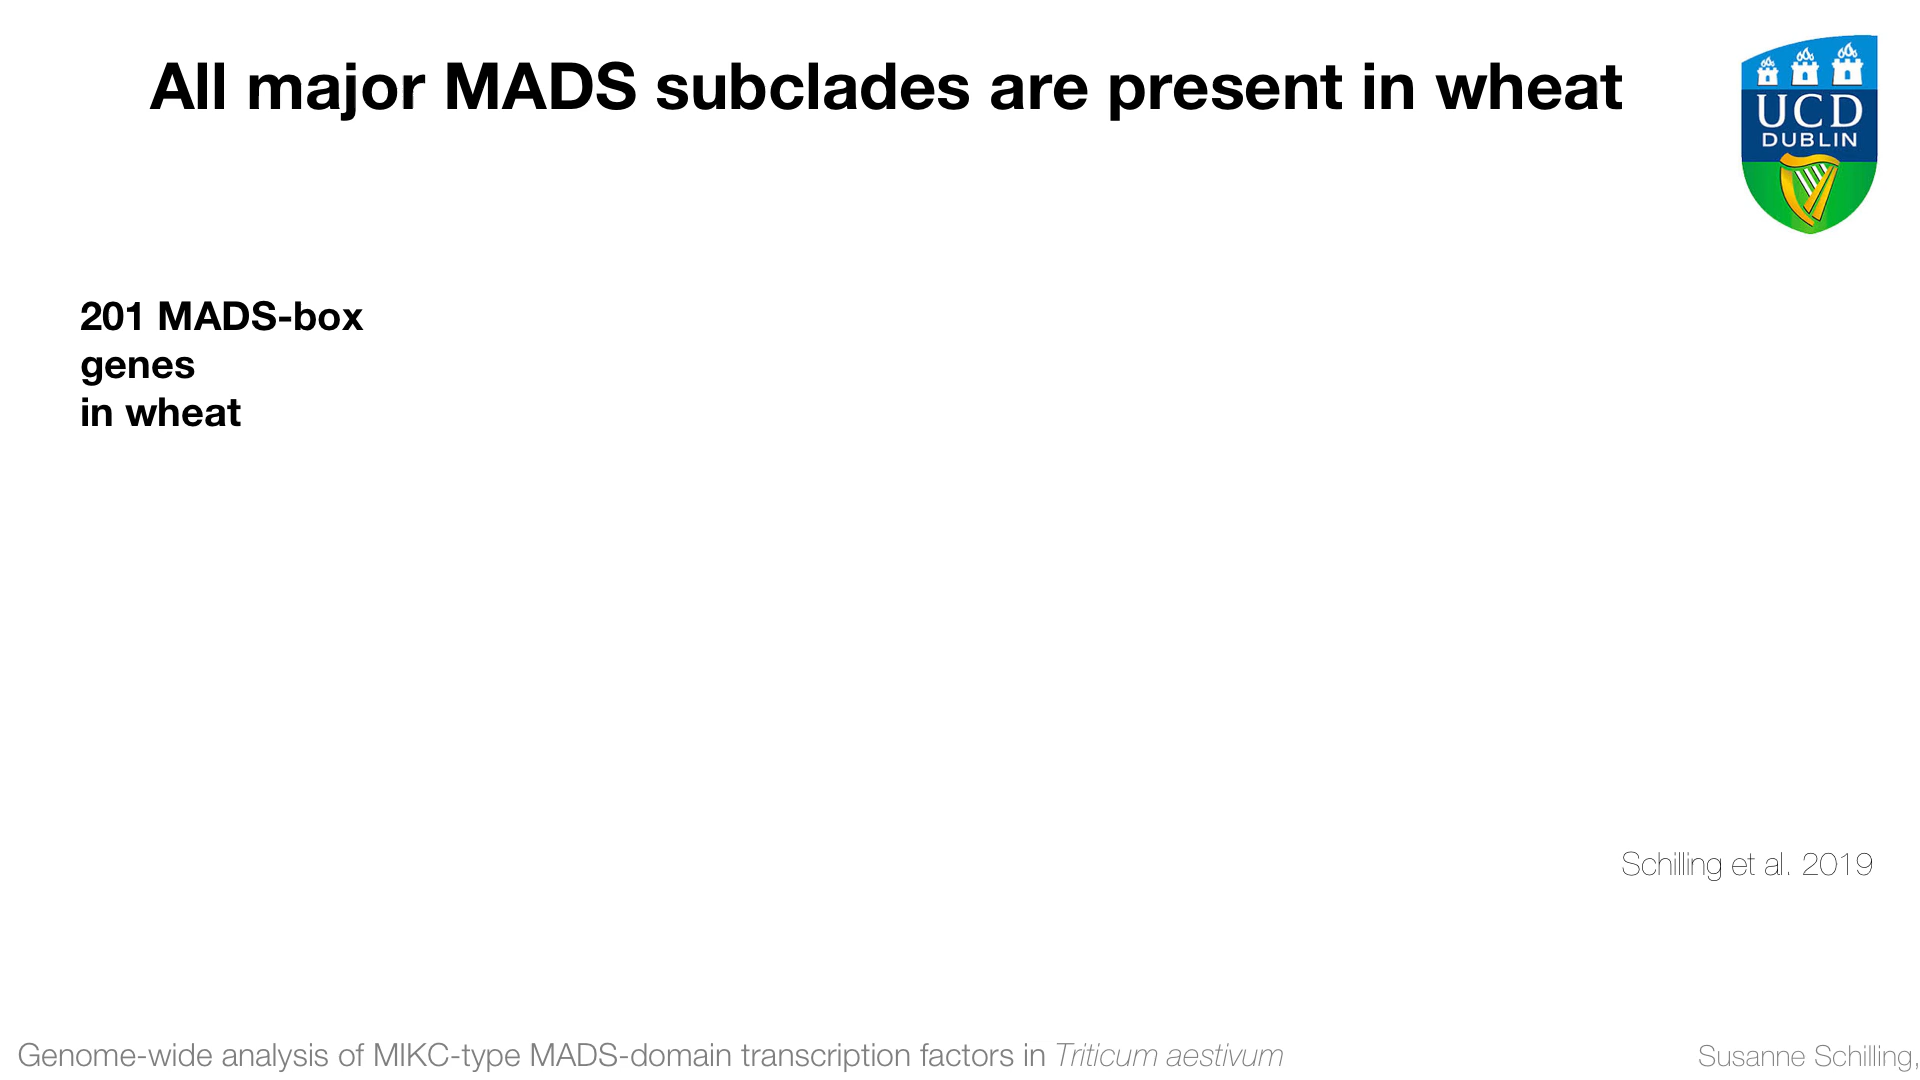 All major MADS subclades are present in wheat
UCD
DUBLIN
201 MADS-box
genes
in wheat
Schilling et al. 2019
Genome-wide analysis of MIKC-type MADS-domain transcription factors in Triticum aestivum
Susanne Schilling,